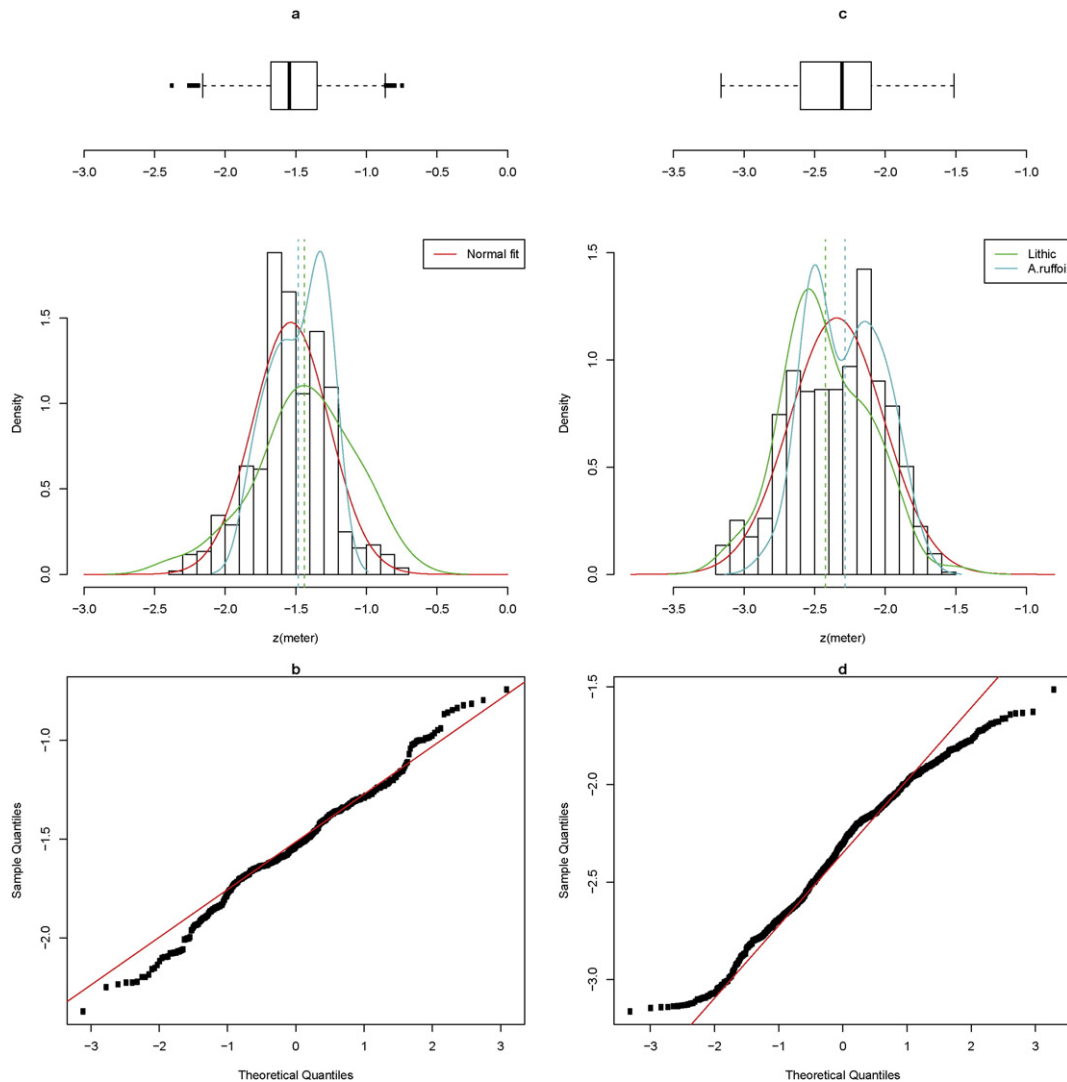 a
−3.0 −2.5 −2.0 −1.5 −1.0 −0.5 0.0
Normal fit
Density
0.0 0.5 1.0 1.5
−3.0 −2.5 −2.0 −1.5 −1.0 −0.5 0.0
z(meter)
b
Sample Quantiles
−2.0 −1.5 −1.0
−3 −2 −1 0 1 2 3
Theoretical Quantiles
c
−3.5 −3.0 −2.5 −2.0 −1.5 −1.0
Lithic
A.ruffoi
Density
0.0 0.5 1.0 1.5
−3.5 −3.0 −2.5 −2.0 −1.5 −1.0
z(meter)
d
Sample Quantiles
−3.0 −2.5 −2.0 −1.5
−3 −2 −1 0 1 2 3
Theoretical Quantiles